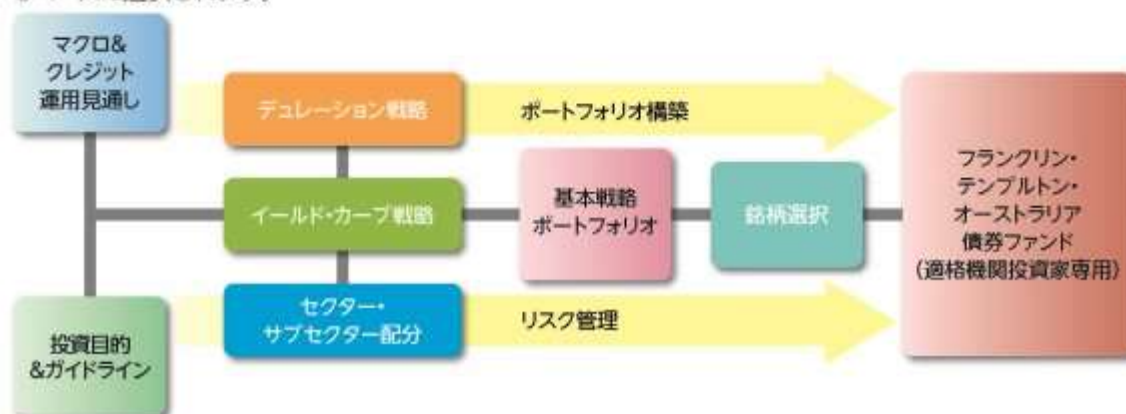 マクロ&
クレジット
運用見通し
デュレーション戦略
ポートフォリオ構築
イールド・カーブ戦略
基本戦略
ポートフォリオ
銘柄選択
フランクリン・
テンプルトン・
オーストラリア
債券ファンド
(適格機関投資家専用)
投資目的
&ガイドライン
セクター・
サブセクター配分
リスク管理